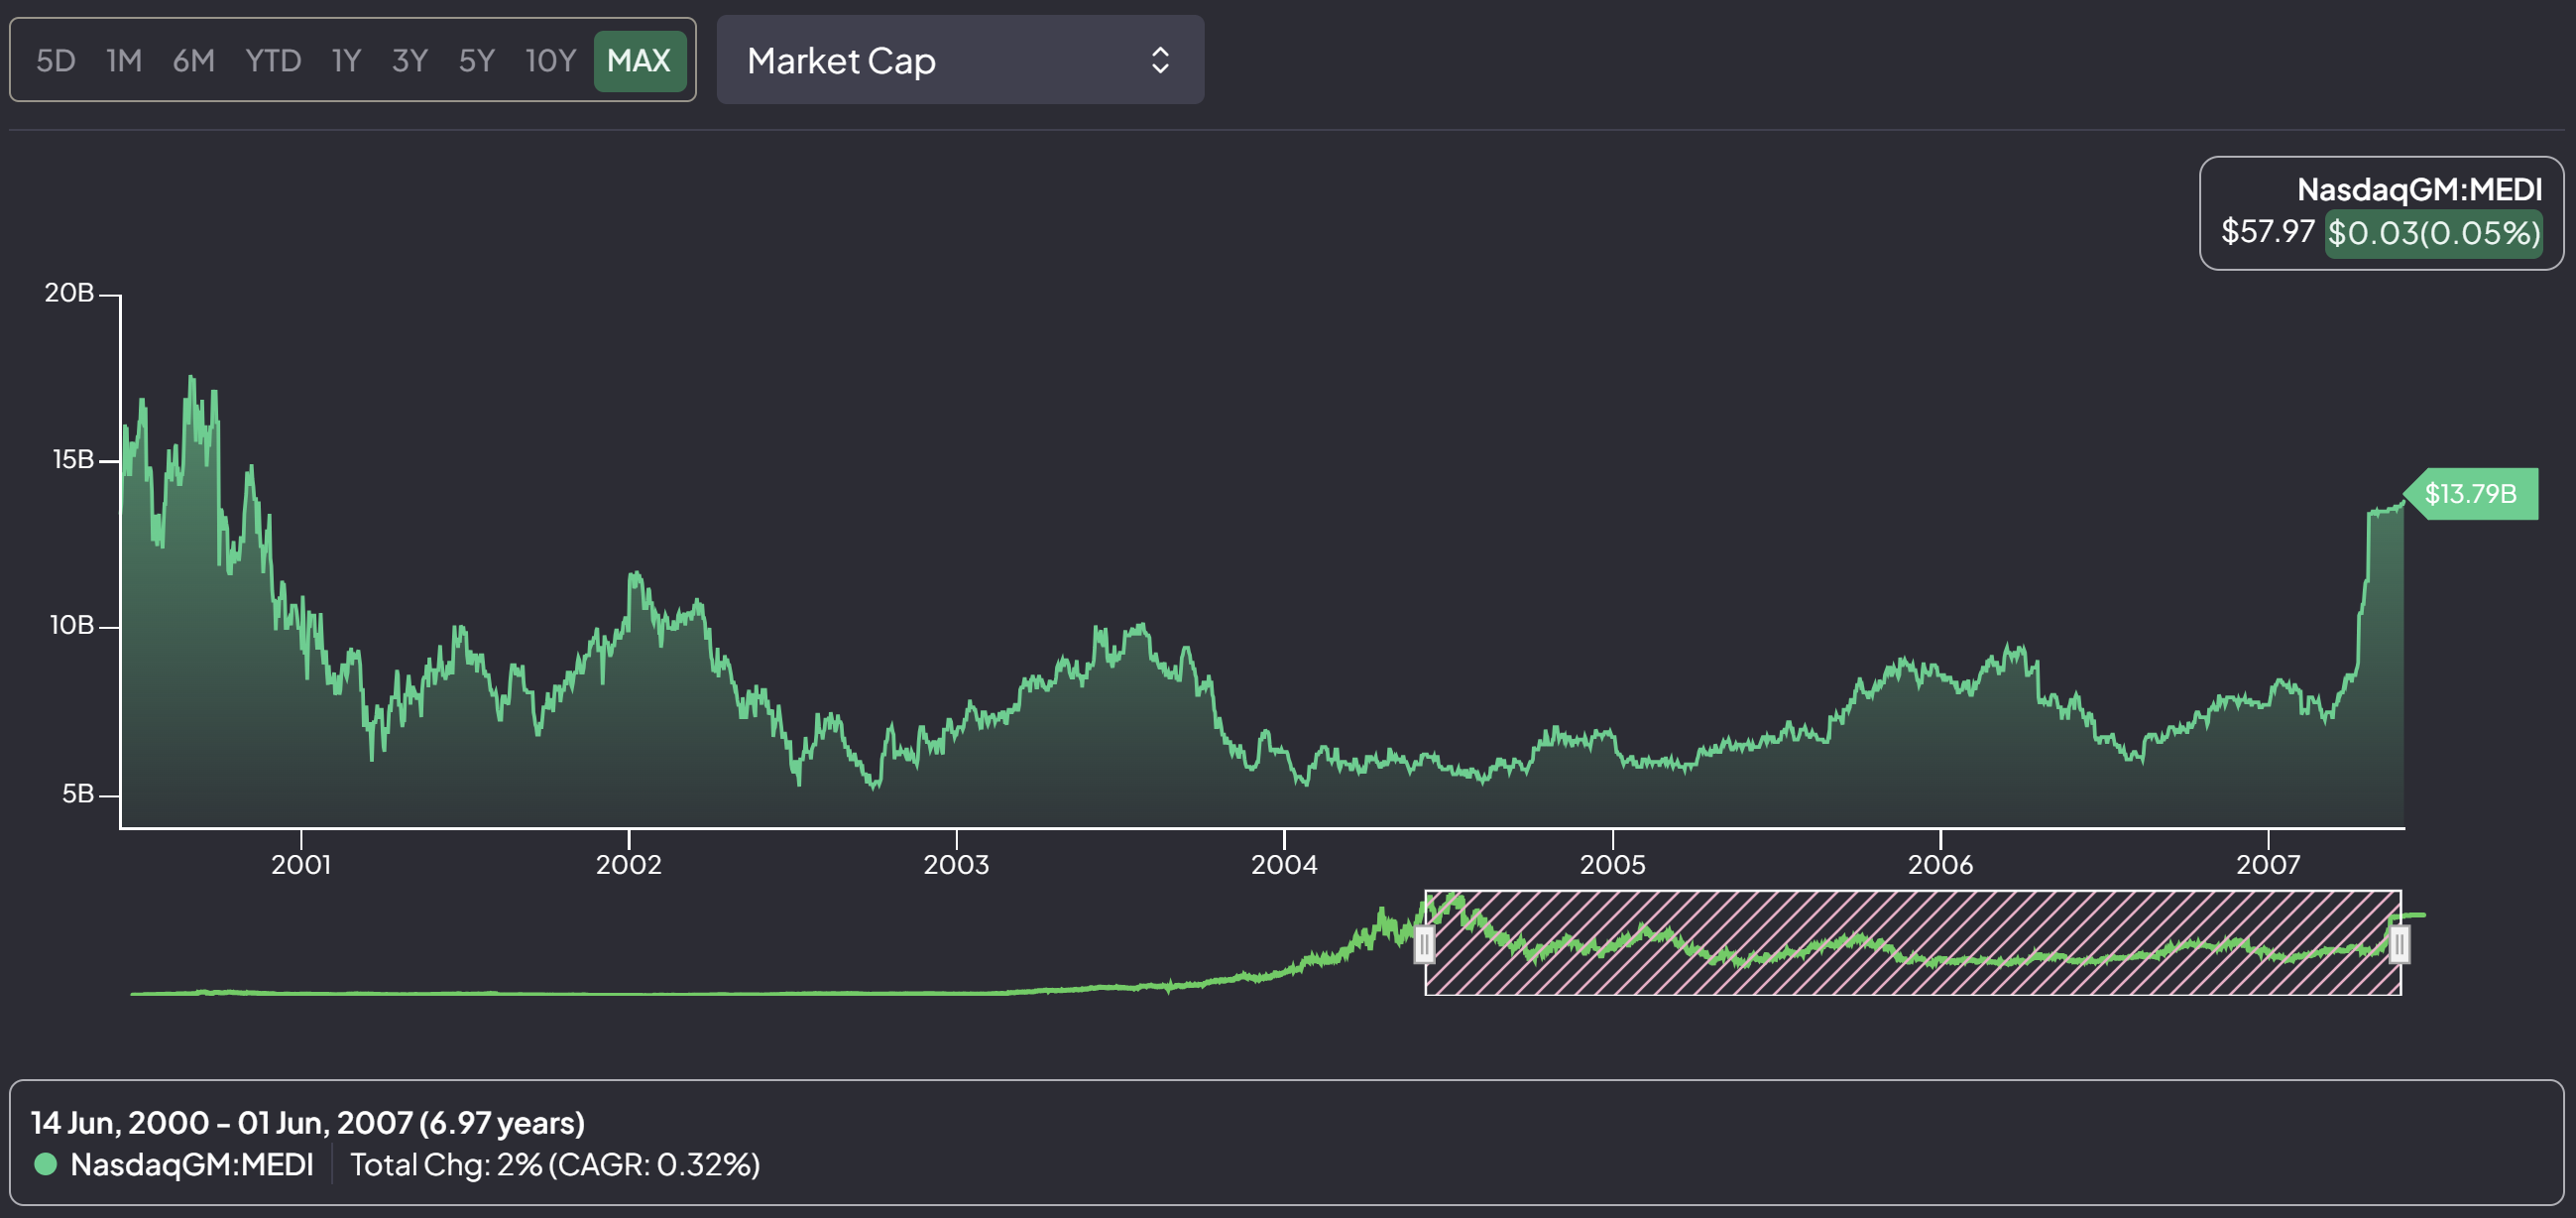 5D 1M 6M YTD 1Y 3Y 5Y 10Y MAX Market Cap
NasdaqGM:MEDI
$57.97 $0.03(0.05%)
20B
15B
$13.79B
10B
5B
2001 2002 2003 2004 2005 2006 2007
14 Jun, 2000 - 01 Jun, 2007 (6.97 years)
NasdaqGM:MEDI Total Chg: 2% (CAGR: 0.32%)